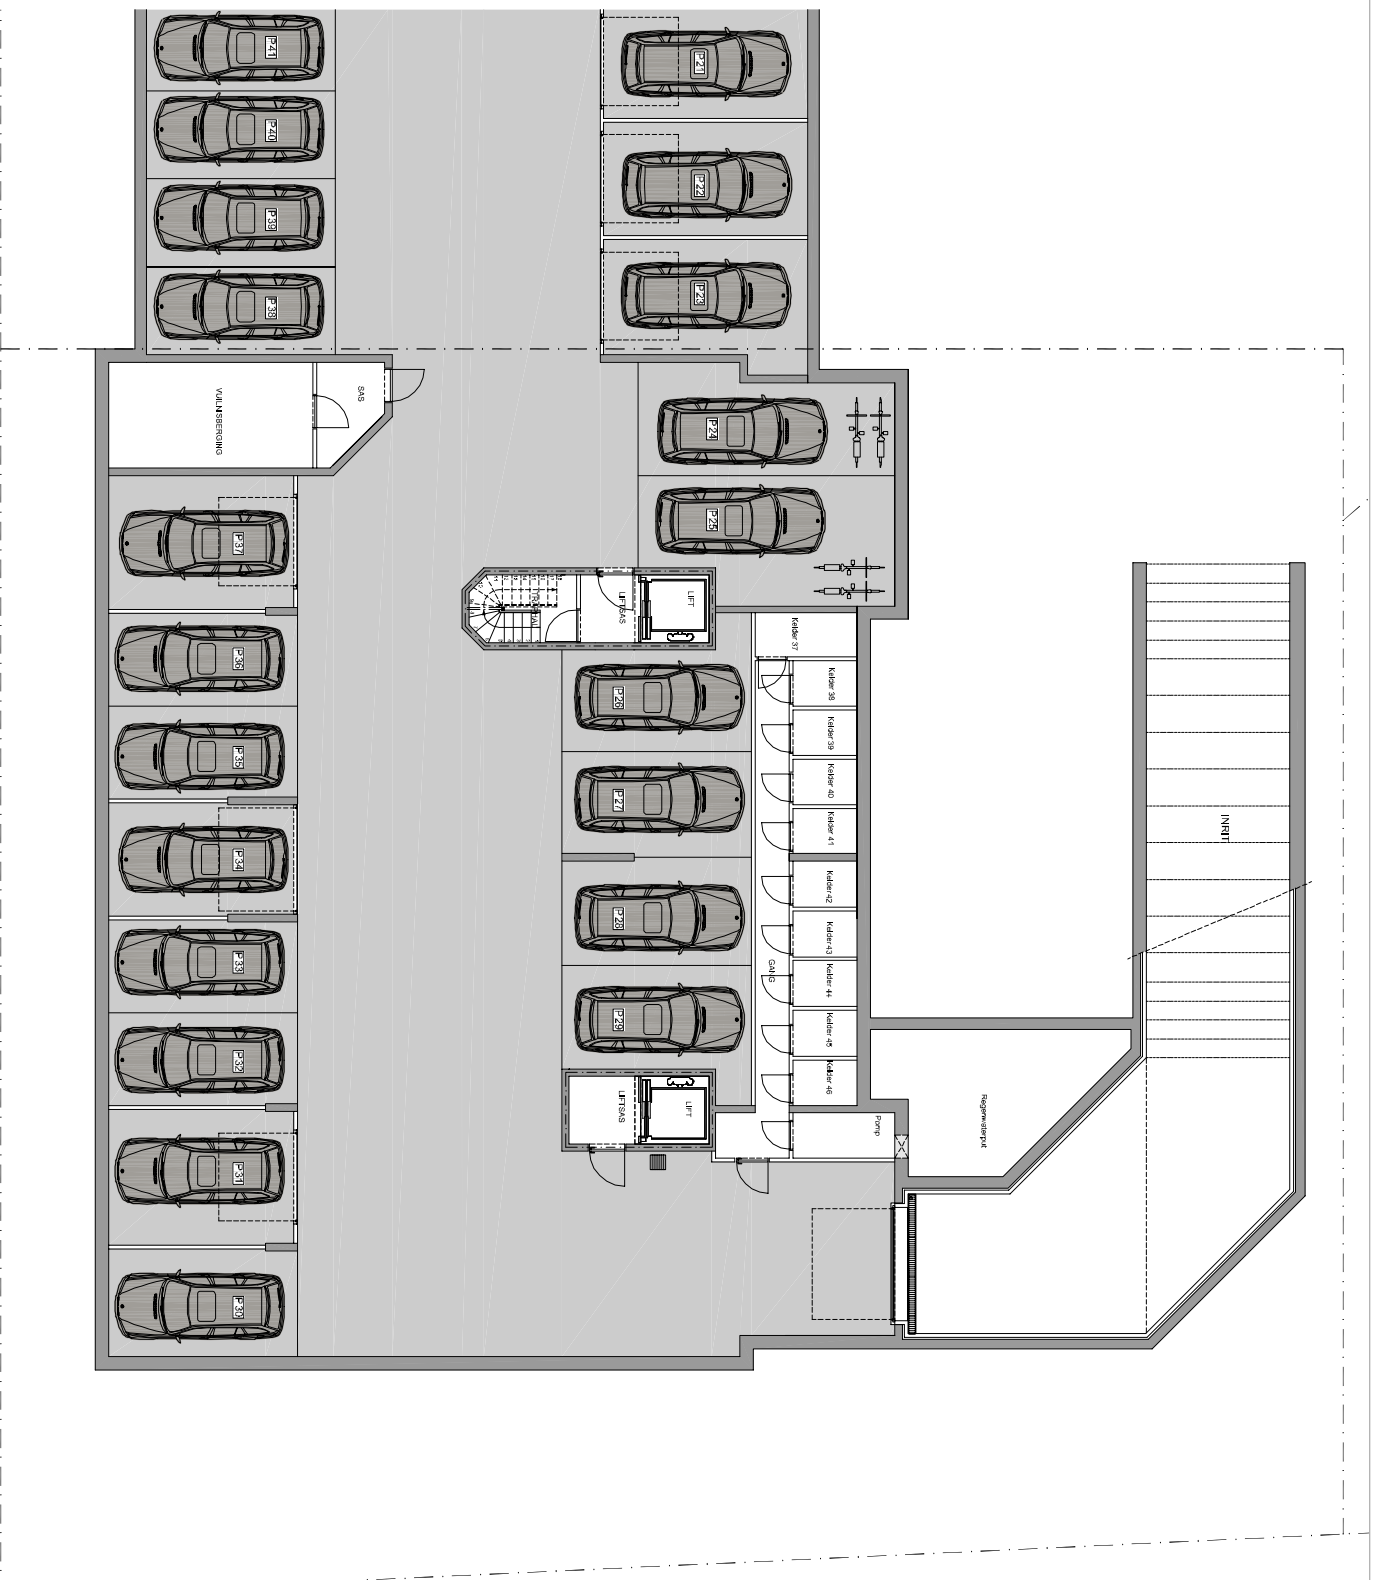 P41
P40
P39
P38
P21
P22
P23
VUILNISBERGING
SAS
P24
P25
P37
P36
P35
P34
P33
P32
P31
P30
TRAPHAL
LIFTSAS
LIFT
P26
P27
P28
P29
Kelder 37
Kelder 38
Kelder 39
Kelder 40
Kelder 41
Kelder 42
Kelder 43
Kelder 44
Kelder 45
Kelder 46
GANG
LIFTSAS
LIFT
Pomp
Regenwaterput
INRIT